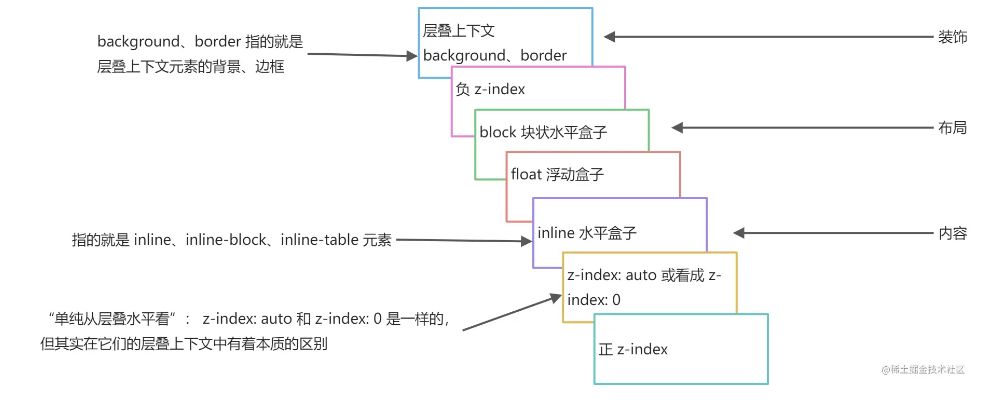 层叠上下文
background、border
装饰
background、border 指的就是
层叠上下文元素的背景、边框
负 z-index
block 块状水平盒子
布局
float 浮动盒子
inline 水平盒子
内容
指的就是 inline、inline-block、inline-table 元素
z-index: auto 或看成 z-
index: 0
“单纯从层叠水平看”： z-index: auto 和 z-index: 0 是一样的，
但其实在它们的层叠上下文中有着本质的区别
正 z-index
@稀土掘金技术社区